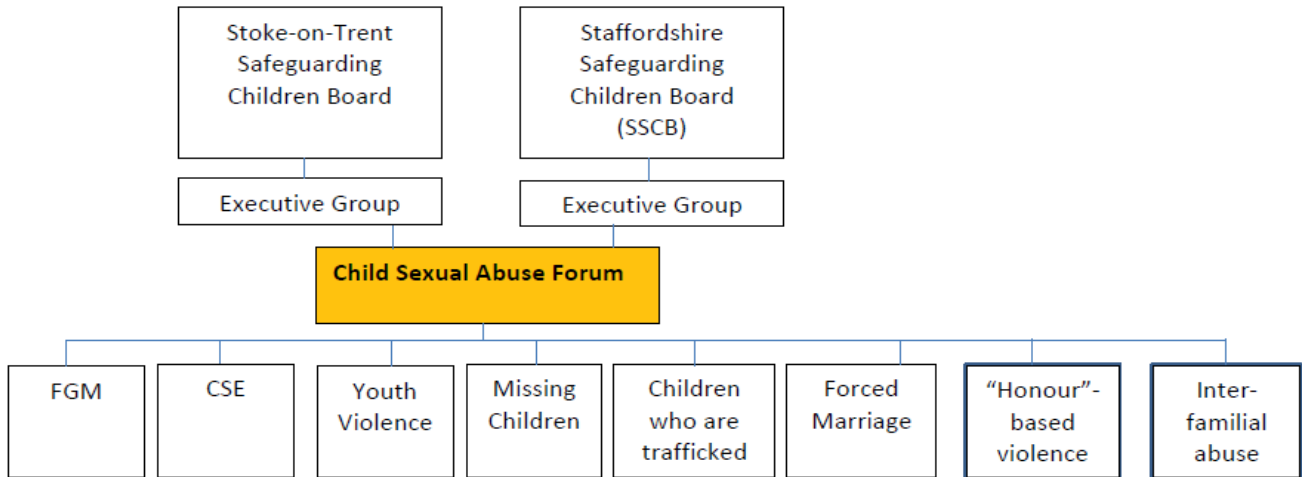 Stoke-on-Trent
Safeguarding
Children Board
Staffordshire
Safeguarding
Children Board
(SSCB)
Executive Group
Executive Group
Child Sexual Abuse Forum
FGM
CSE
Youth
Violence
Missing
Children
Children
who are
trafficked
Forced
Marriage
“Honour”-
based
violence
Inter-
familial
abuse